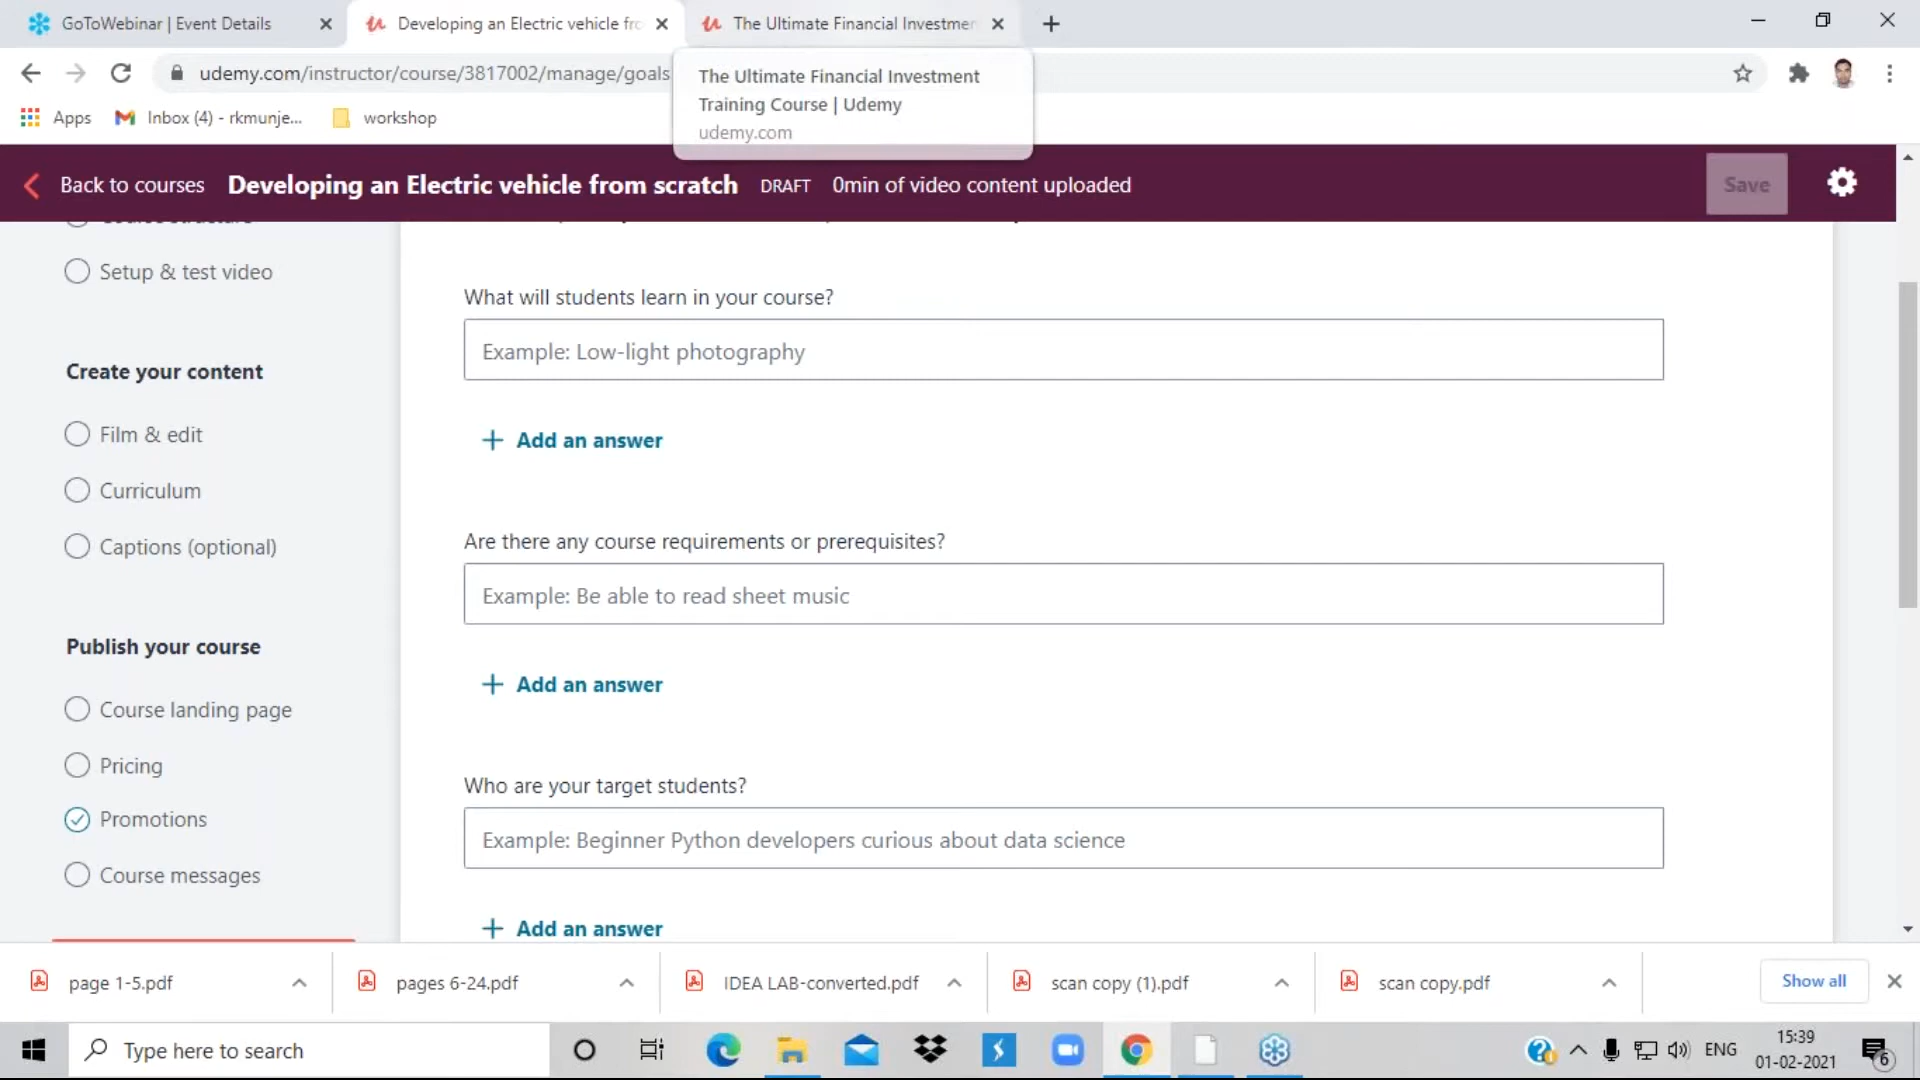 GoToWebinar | Event Details
Developing an Electric vehicle fro
The Ultimate Financial Investmen
udemy.com/instructor/course/3817002/manage/goals
The Ultimate Financial Investment
Training Course | Udemy
udemy.com
Apps
Inbox (4) - rkmunje...
workshop
Back to courses
Developing an Electric vehicle from scratch
DRAFT
0min of video content uploaded
Save
Setup & test video
Create your content
Film & edit
Curriculum
Captions (optional)
Publish your course
Course landing page
Pricing
Promotions
Course messages
What will students learn in your course?
Example: Low-light photography
Add an answer
Are there any course requirements or prerequisites?
Example: Be able to read sheet music
Add an answer
Who are your target students?
Example: Beginner Python developers curious about data science
Add an answer
page 1-5.pdf
pages 6-24.pdf
IDEA LAB-converted.pdf
scan copy (1).pdf
scan copy.pdf
Show all
Type here to search
ENG
15:39
01-02-2021
6